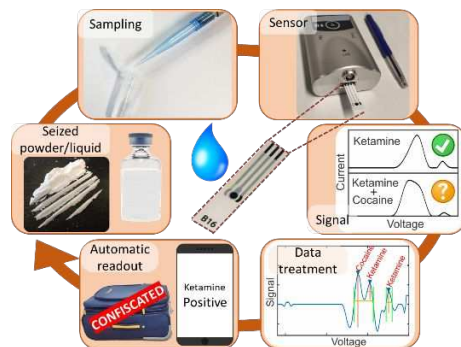 Sampling
Sensor
Seized
powder/liquid
Ketamine
Ketamine
+
Cocaine
Current
Voltage
Signal
B16
Automatic
readout
CONFISCATED
Ketamine
Positive
Data
treatment
Cocaine
Ketamine
Ketamine
Signal
Voltage